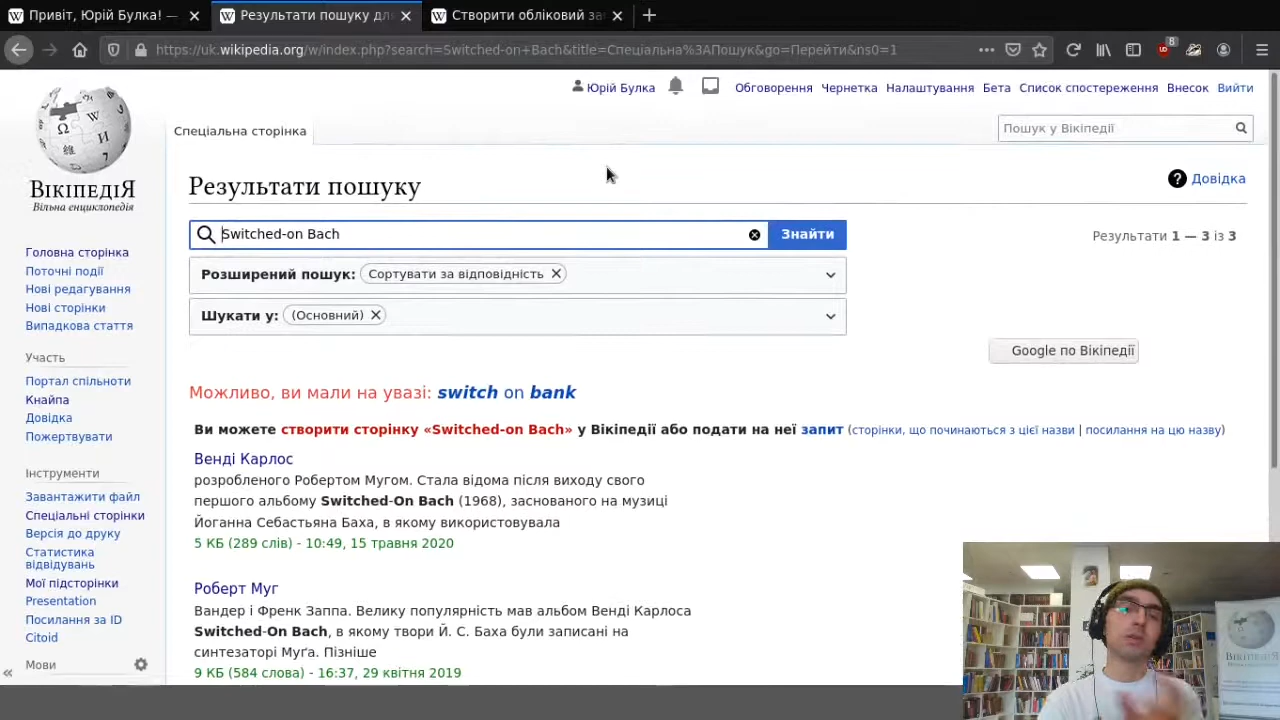 Привіт, Юрій Булка! —
Результати пошуку дл
Створити обліковий за
https://uk.wikipedia.org/w/index.php?search=Switched-on+Bach&title=Спеціальна%3AПошук&go=Перейти&ns0=1
8
Юрій Булка Обговорення Чернетка Налаштування Бета Список спостереження Внесок Вийти
Спеціальна сторінка
Пошук у Вікіпедії
ВІКІПЕДІЯ
Вільна енциклопедія
Результати пошуку
Довідка
Switched-on Bach
Знайти
Результати 1 — 3 із 3
Розширений пошук: Сортувати за відповідність
Шукати у: (Основний)
Google по Вікіпедії
Можливо, ви мали на увазі: switch on bank
Ви можете створити сторінку «Switched-on Bach» у Вікіпедії або подати на неї запит (сторінки, що починаються з цієї назви | посилання на цю назву)
Венді Карлос
розробленого Робертом Мугом. Стала відома після виходу свого
першого альбому Switched-On Bach (1968), заснованого на музиці
Йоганна Себастьяна Баха, в якому використовувала
5 КБ (289 слів) - 10:49, 15 травня 2020
Роберт Муг
Вандер і Френк Заппа. Велику популярність мав альбом Венді Карлоса
Switched-On Bach, в якому твори Й. С. Баха були записані на
синтезаторі Муґа. Пізніше
9 КБ (584 слова) - 16:37, 29 квітня 2019
Головна сторінка
Поточні події
Нові редагування
Нові сторінки
Випадкова стаття
Участь
Портал спільноти
Кнайпа
Довідка
Пожертвувати
Інструменти
Завантажити файл
Спеціальні сторінки
Версія до друку
Статистика
відвідувань
Мої підсторінки
Presentation
Посилання за ID
Citoid
Мови
ВІКІПЕДІЯ